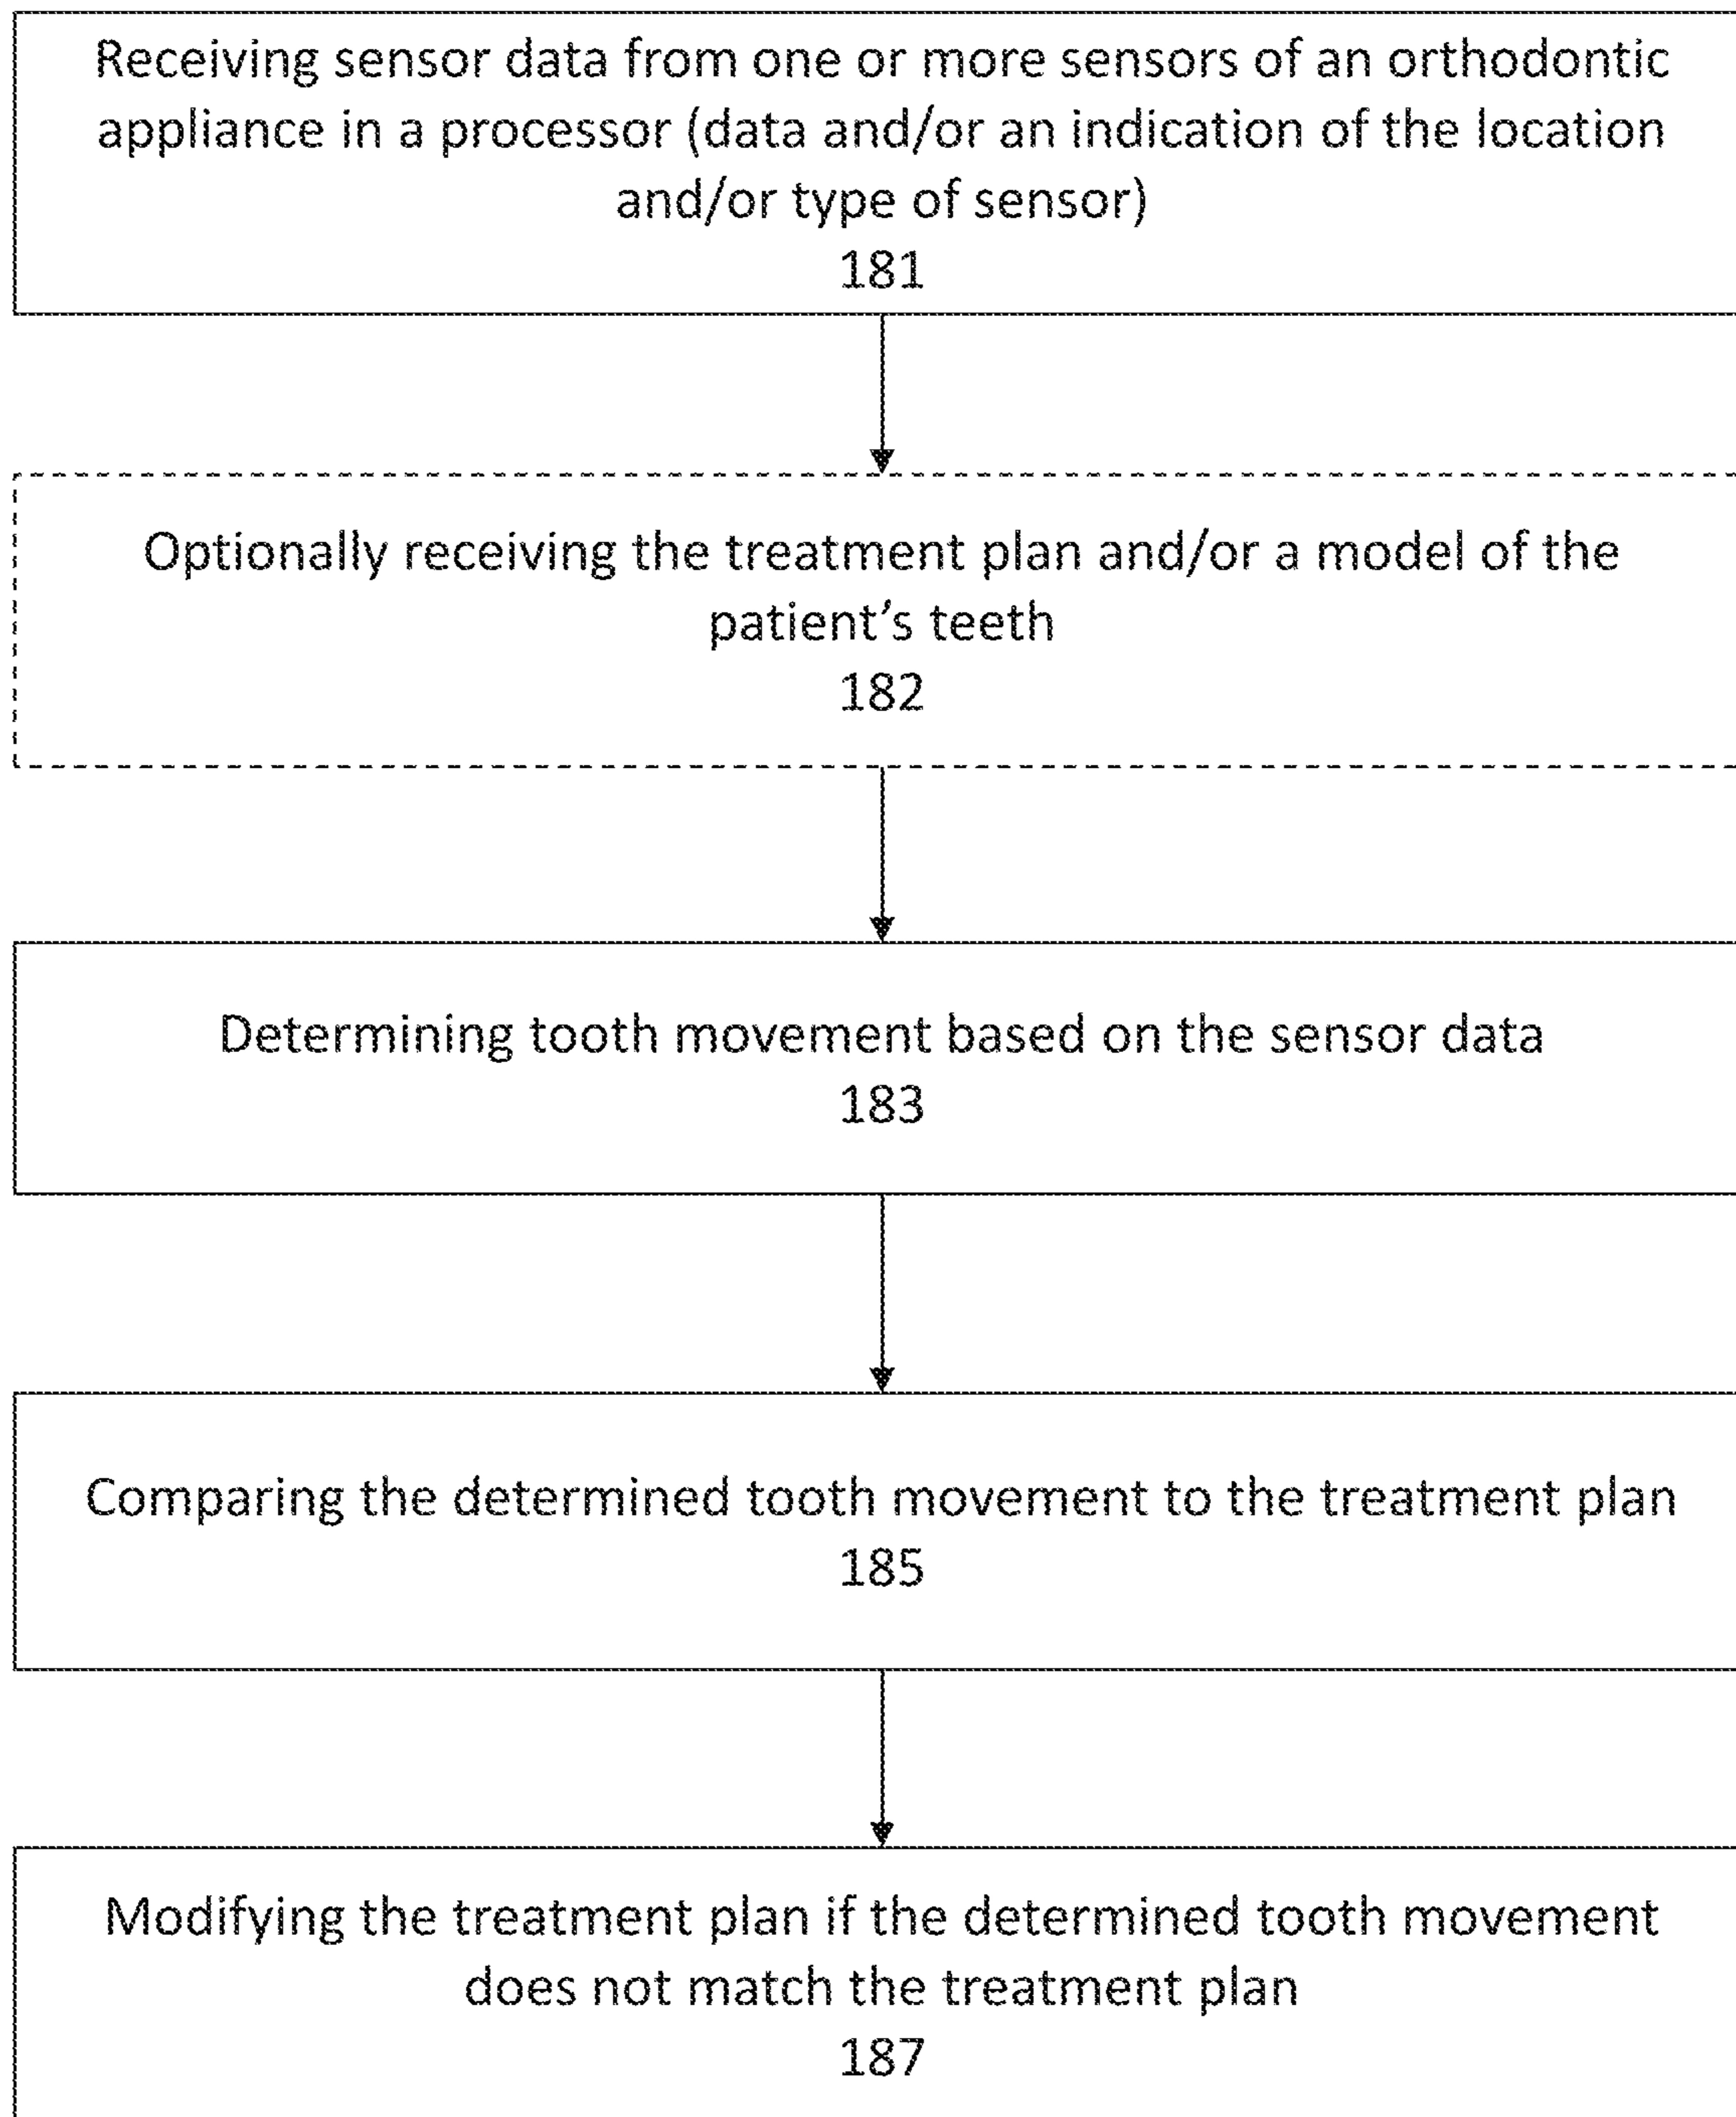 Receiving sensor data from one or more sensors of an orthodontic
appliance in a processor (data and/or an indication of the location
and/or type of sensor)
181
Optionally receiving the treatment plan and/or a model of the
patient’s teeth
182
Determining tooth movement based on the sensor data
183
Comparing the determined tooth movement to the treatment plan
185
Modifying the treatment plan if the determined tooth movement
does not match the treatment plan
187